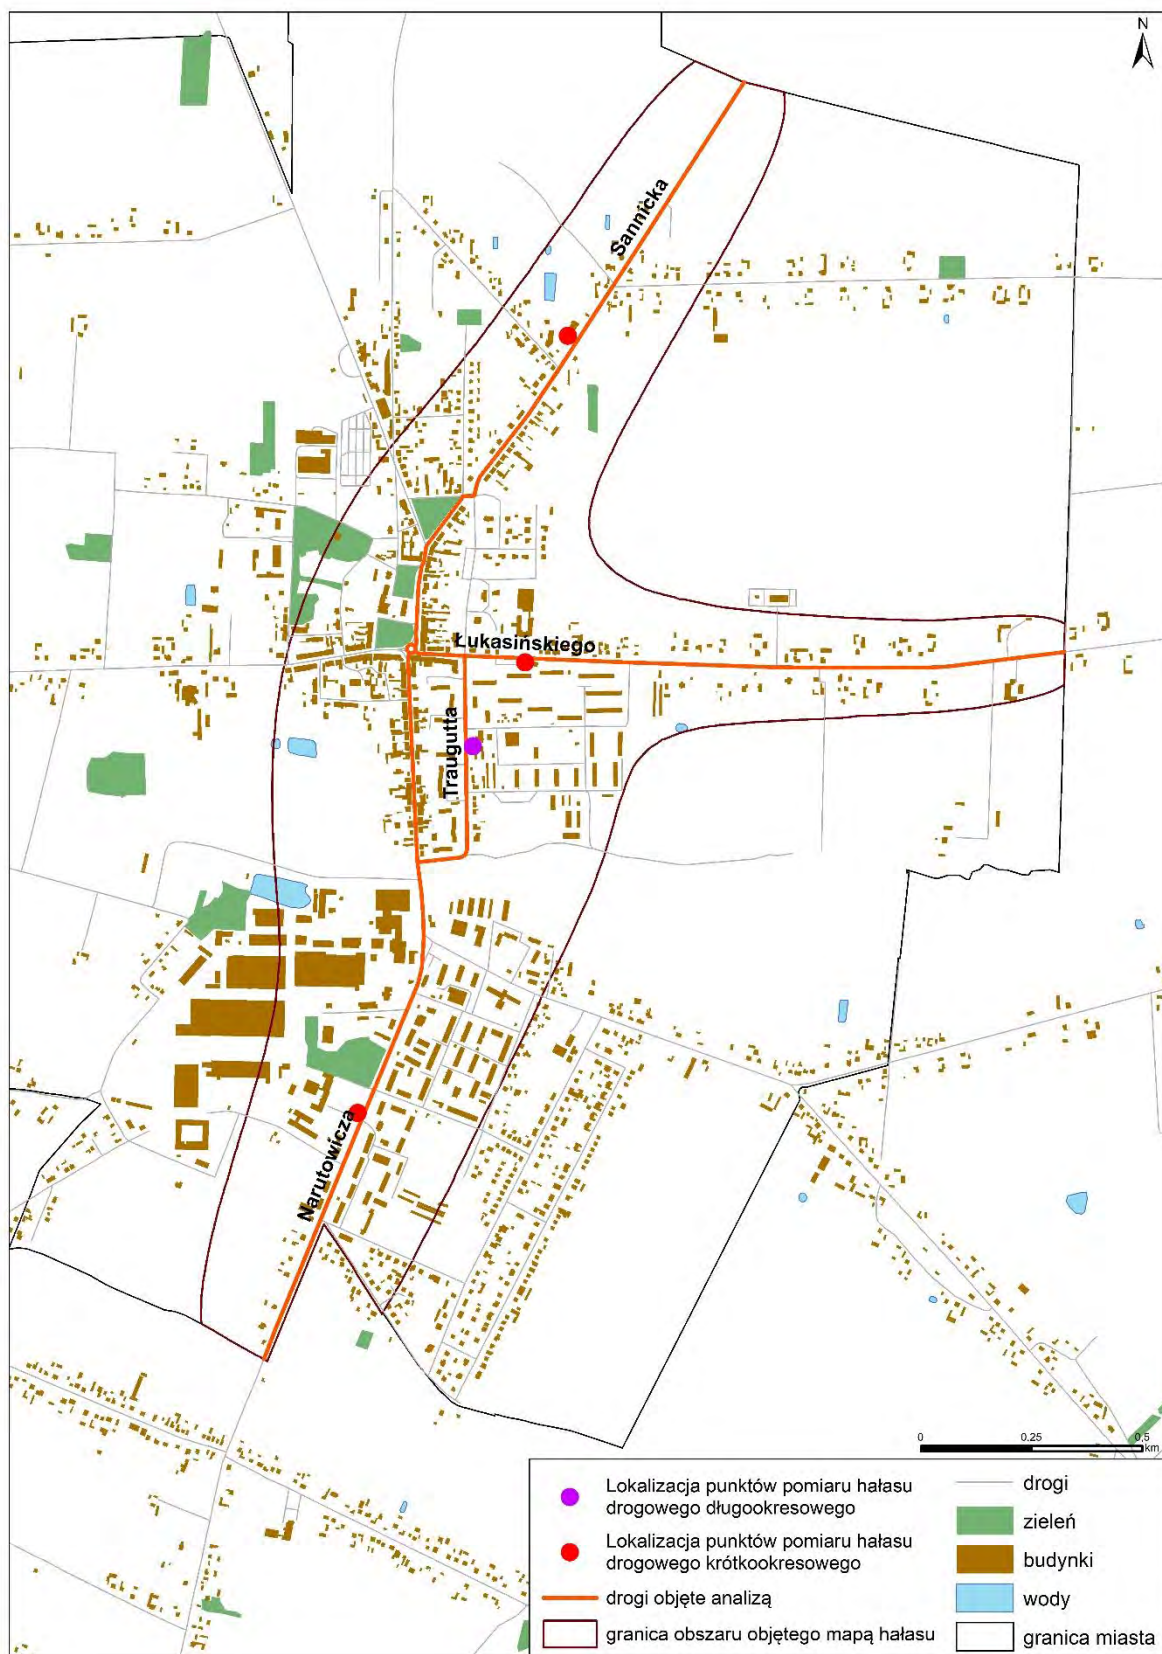 N
Sannicka
Łukasińskiego
Traugutta
Narutowicza
0 0.25 0,5
km
Lokalizacja punktów pomiaru hałasu
drogowego długookresowego
Lokalizacja punktów pomiaru hałasu
drogowego krótkookresowego
drogi objęte analizą
granica obszaru objętego mapą hałasu
drogi
zieleń
budynki
wody
granica miasta